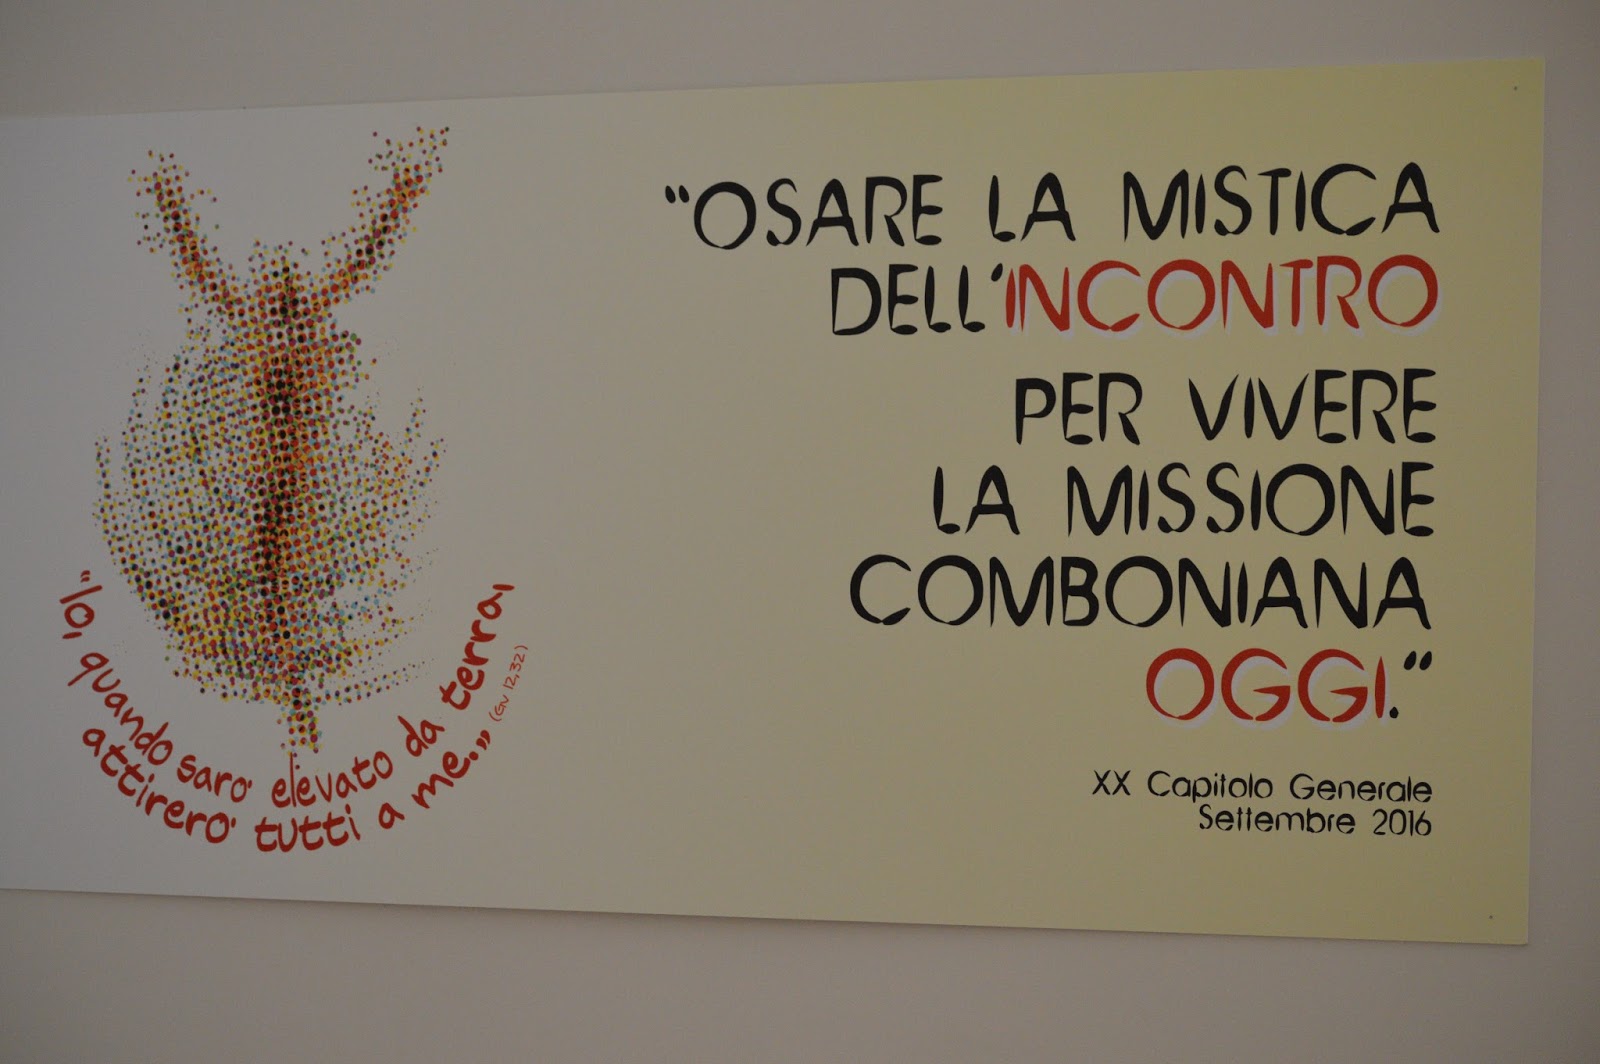 "Io, quando saro' elevato da terra,
attirero' tutti a me.,,
(GV 12,32)
"OSARE LA MISTICA
DELL'INCONTRO
PER VIVERE
LA MISSIONE
COMBONIANA
OGGI."
XX Capitolo Generale
Settembre 2016